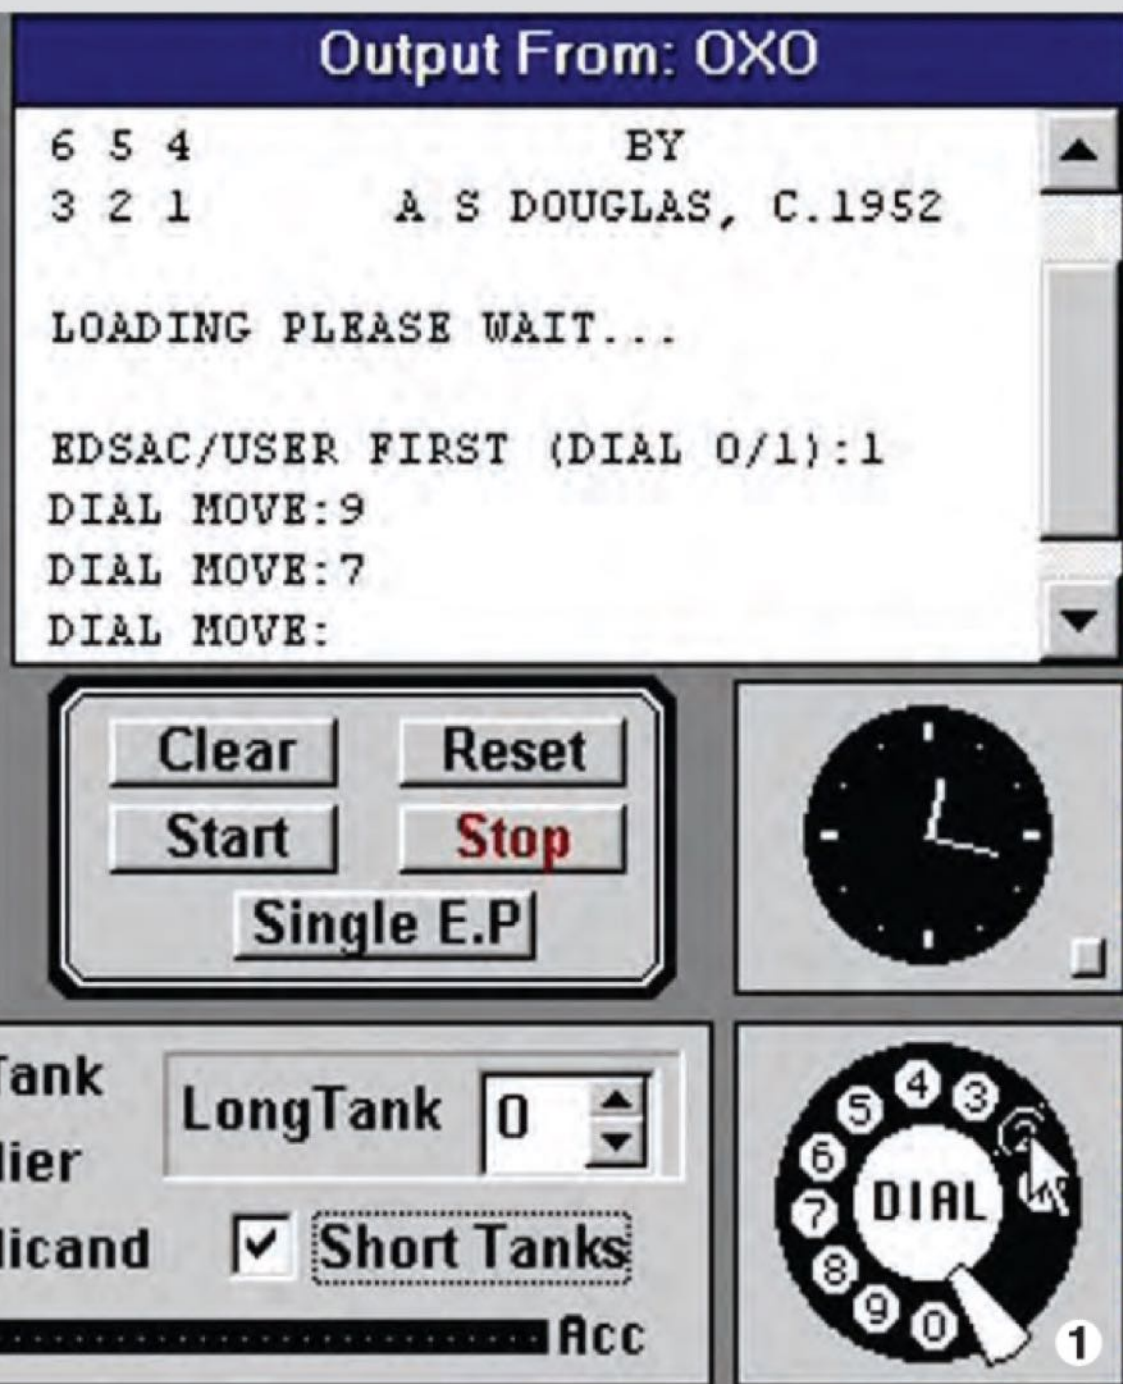 Output From: OXO
6 5 4 BY
3 2 1 A S DOUGLAS, C.1952
LOADING PLEASE WAIT...
EDSAC/USER FIRST (DIAL 0/1):1
DIAL MOVE:9
DIAL MOVE:7
DIAL MOVE:
Clear Reset
Start Stop
Single E.P
Tank
LongTank 0
lier
licand
Short Tanks
Acc
4 3
5
6
7
8
9
0
DIAL
1